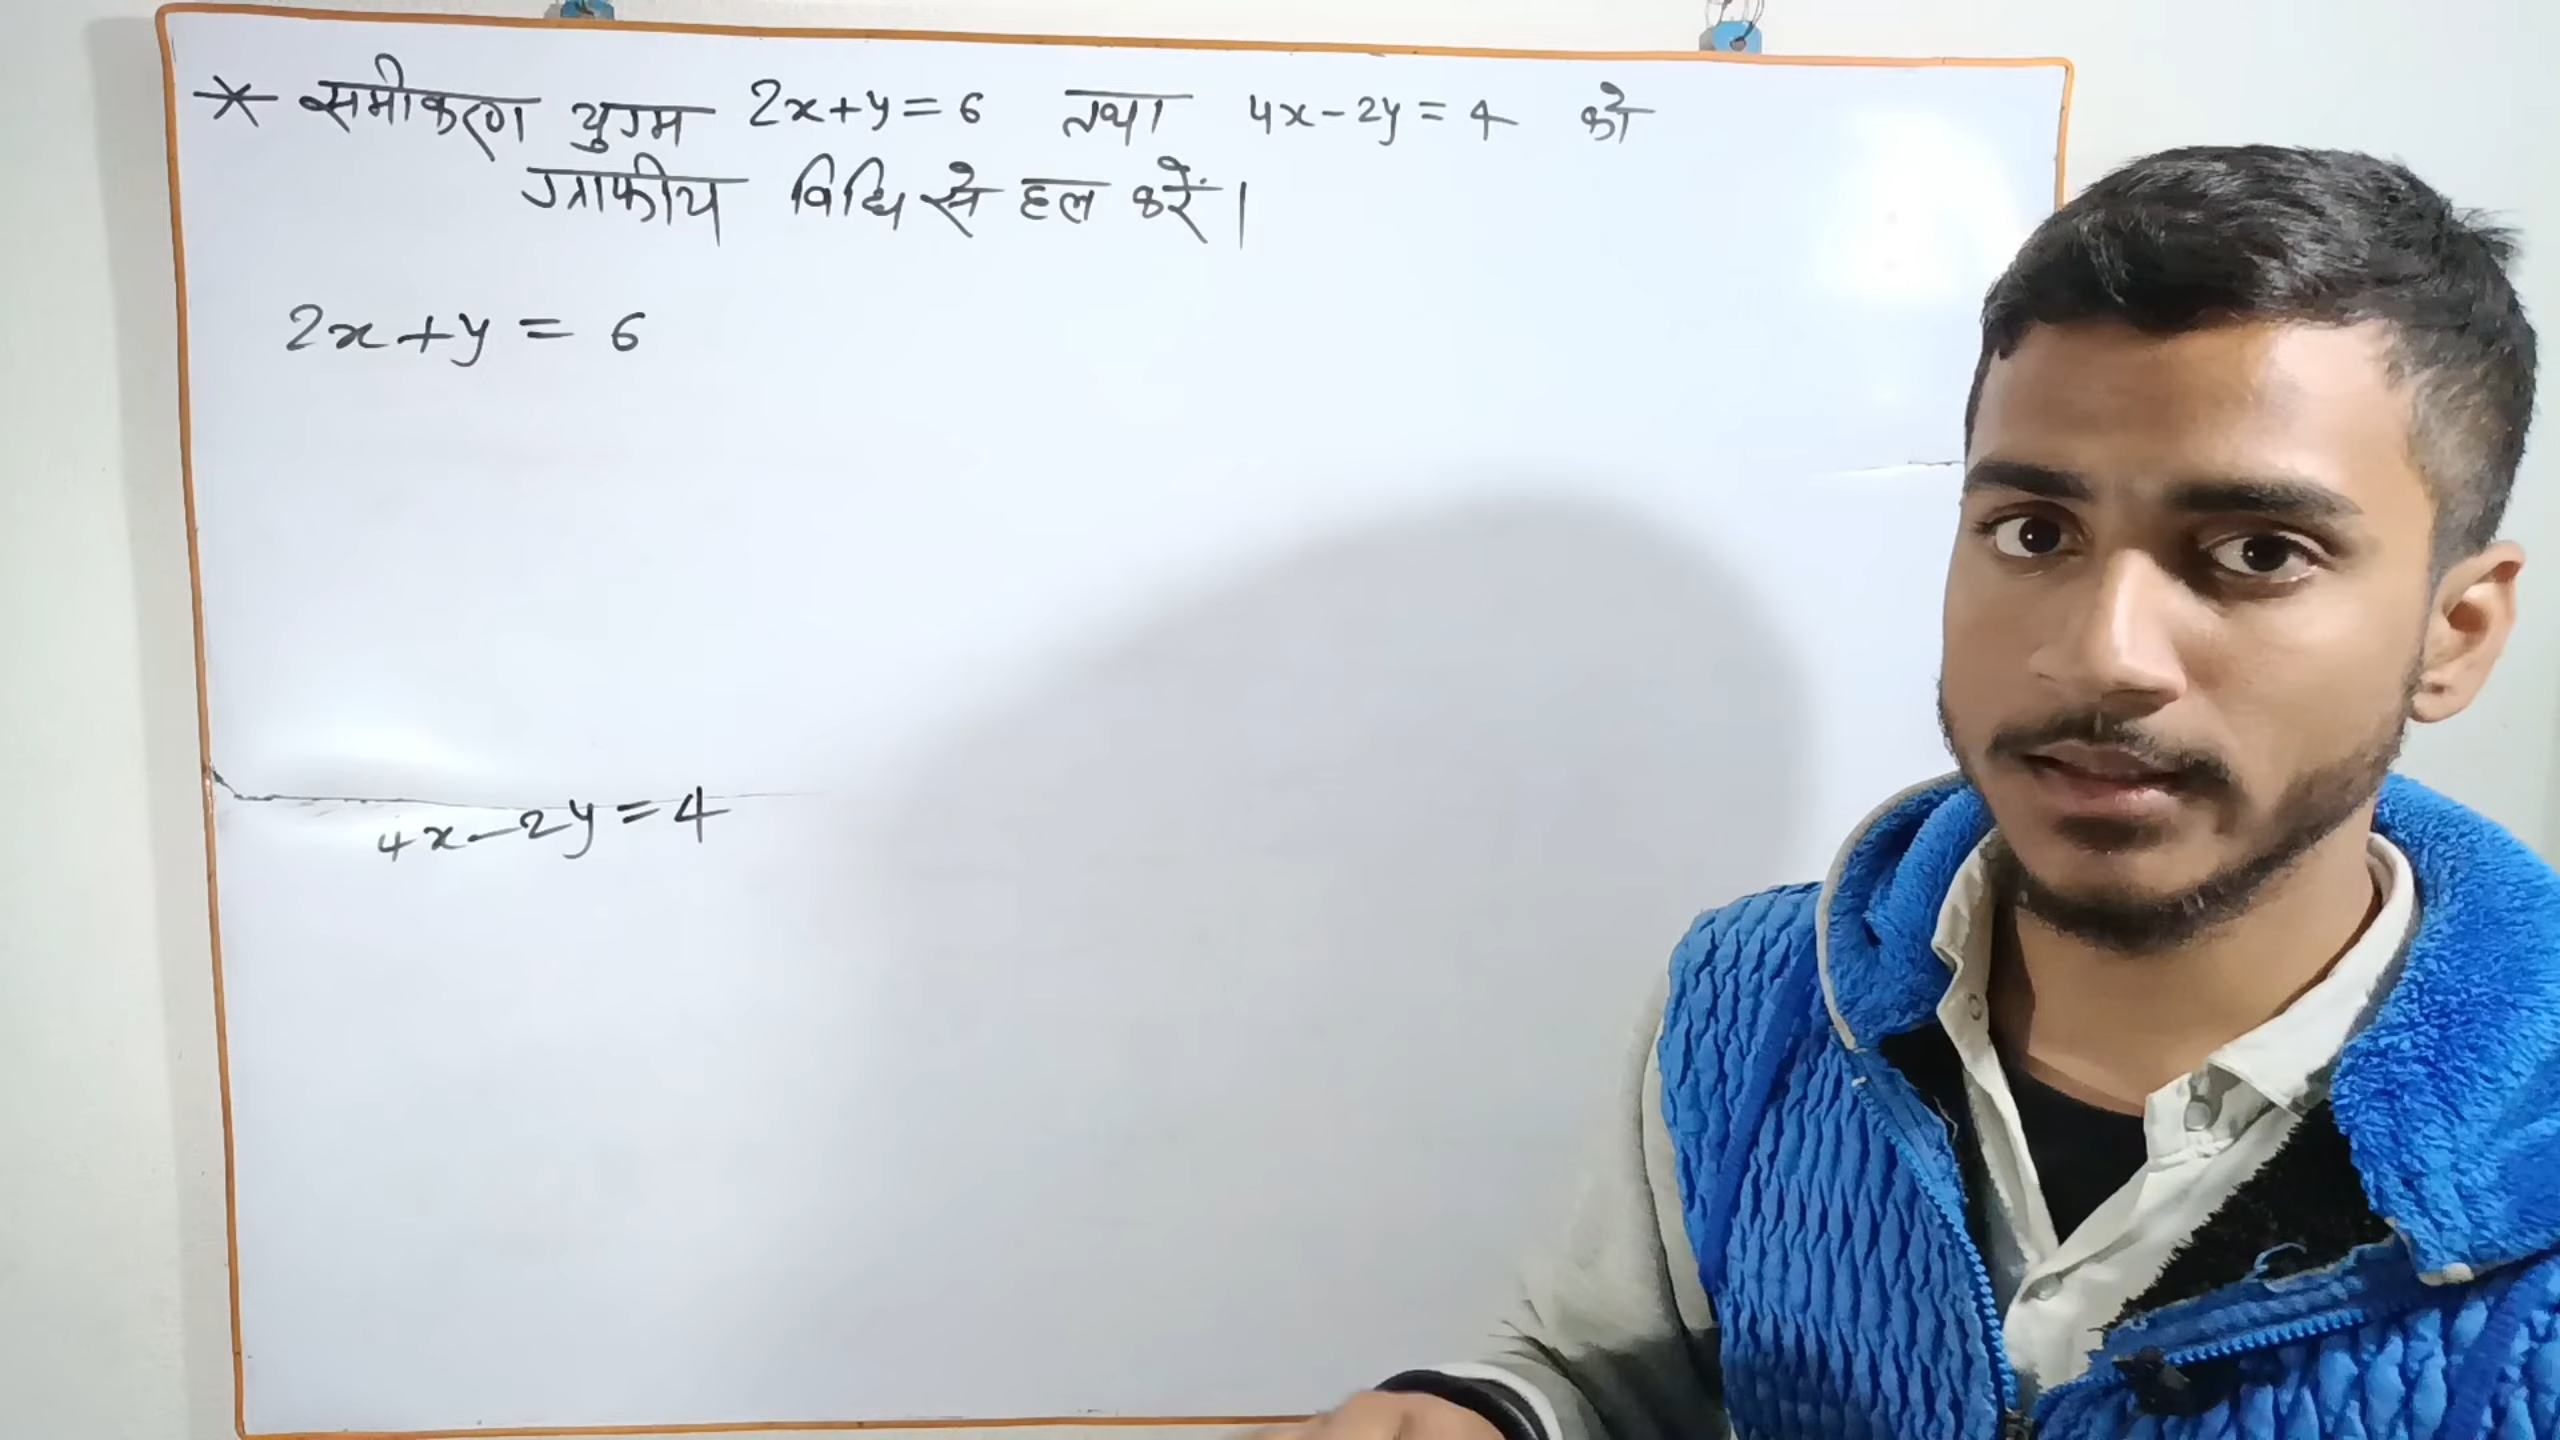 * समीकरण युग्म 2x+y=6 तथा 4x-2y=4 को
ग्राफीय विधि से हल करें।
2x+y = 6
4x-2y=4